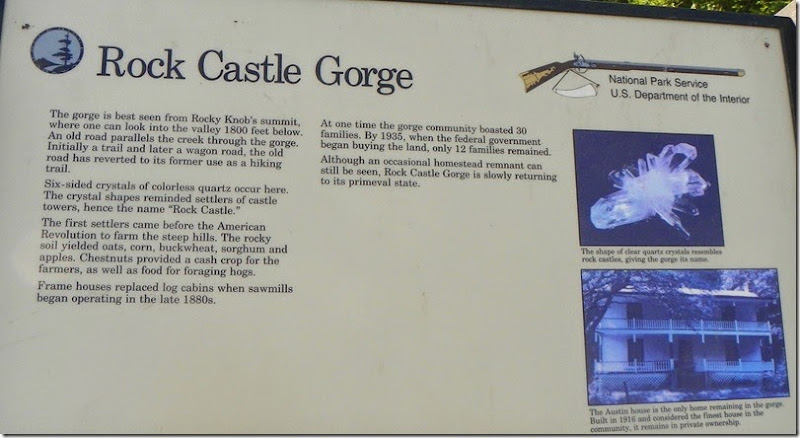 Rock Castle Gorge
National Park Service
U.S. Department of the Interior
The gorge is best seen from Rocky Knob's summit,
where one can look into the valley 1800 feet below.
An old road parallels the creek through the gorge.
Initially a trail and later a wagon road, the old
road has reverted to its former use as a hiking
trail.
Six-sided crystals of colorless quartz occur here.
The crystal shapes reminded settlers of castle
towers, hence the name "Rock Castle."
The first settlers came before the American
Revolution to farm the steep hills. The rocky
soil yielded oats, corn, buckwheat, sorghum and
apples. Chestnuts provided a cash crop for the
farmers, as well as food for foraging hogs.
Frame houses replaced log cabins when sawmills
began operating in the late 1880s.
At one time the gorge community boasted 30
families. By 1935, when the federal government
began buying the land, only 12 families remained.
Although an occasional homestead remnant can
still be seen, Rock Castle Gorge is slowly returning
to its primeval state.
The shape of clear quartz crystals resembles
rock castles, giving the gorge its name.
The Austin house is the only home remaining in the gorge.
Built in 1916 and considered the finest house in the
community, it remains in private ownership.